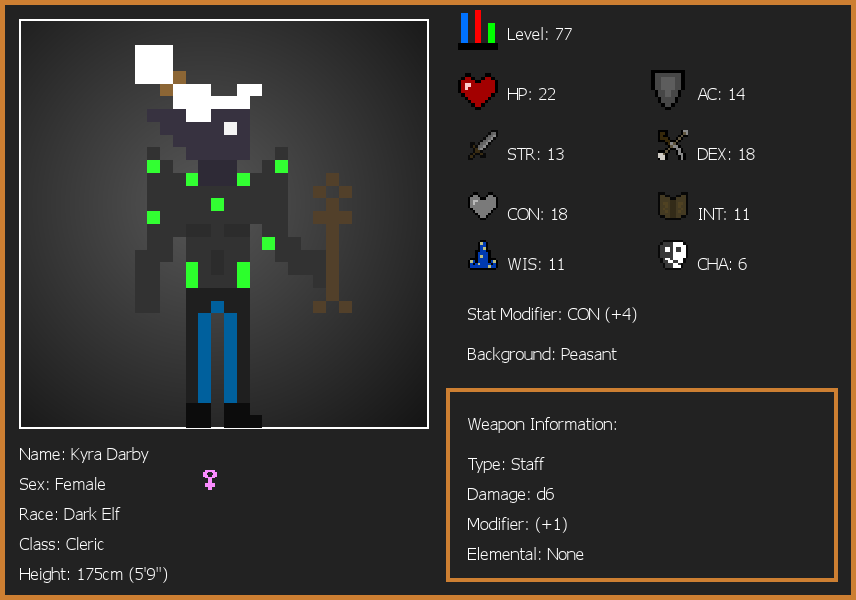 Level: 77
HP: 22
AC: 14
STR: 13
DEX: 18
CON: 18
INT: 11
WIS: 11
CHA: 6
Stat Modifier: CON (+4)
Background: Peasant
Weapon Information:
Type: Staff
Damage: d6
Modifier: (+1)
Elemental: None
Name: Kyra Darby
Sex: Female
Race: Dark Elf
Class: Cleric
Height: 175cm (5'9")